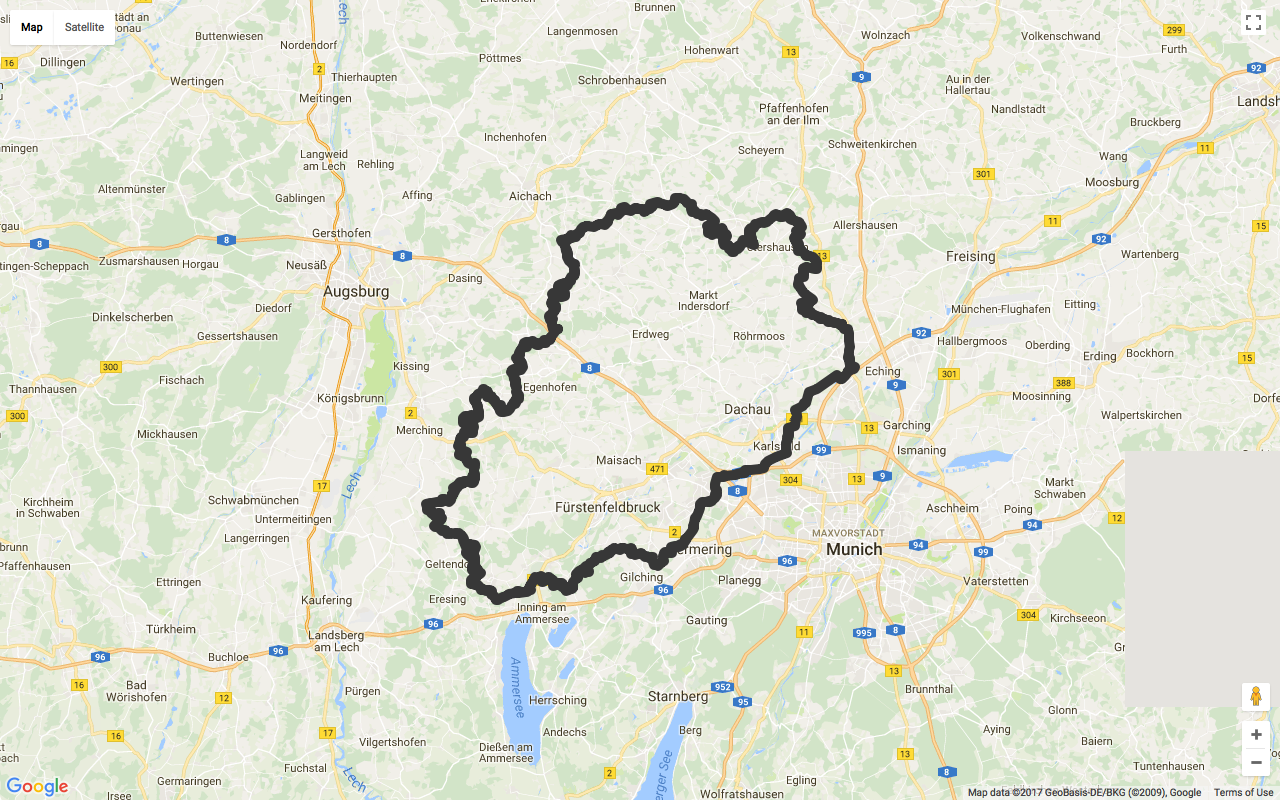 Map
Satellite
städt an
onau
Brunnen
Buttenwiesen
Nordendorf
Langenmosen
Wolnzach
Volkenschwand
299
Furth
Hohenwart
13
16
Dillingen
2
Pöttmes
9
92
Wertingen
Thierhaupten
Schrobenhausen
Au in der
Hallertau
Meitingen
Pfaffenhofen
an der Ilm
Nandlstadt
Landsh
Bruckberg
Inchenhofen
mingen
Langweid
am Lech
Rehling
Scheyern
Schweitenkirchen
11
Wang
301
Moosburg
Altenmünster
Gablingen
Affing
Aichach
11
15
rgau
8
8
Gersthofen
8
Allershausen
92
Zusmarshausen
Horgau
tingen-Scheppach
Neusäß
Dasing
etershausen
13
Freising
Wartenberg
Augsburg
Markt
Indersdorf
Diedorf
Dinkelscherben
München-Flughafen
Eitting
Gessertshausen
Erdweg
Röhrmoos
92
Hallbergmoos
Oberding
Erding
Bockhorn
15
300
Kissing
8
Eching
301
Fischach
Egenhofen
9
388
Thannhausen
Königsbrunn
Moosinning
Dorfe
300
2
Dachau
Walpertskirchen
Mickhausen
Merching
Karlsfeld
13
Garching
99
Ismaning
Maisach
471
304
13
9
Lech
17
8
Markt
Schwaben
Kirchheim
in Schwaben
Schwabmünchen
Fürstenfeldbruck
Aschheim
Poing
12
Untermeitingen
94
Langerringen
2
MAXVORSTADT
Munich
94
99
brunn
Pfaffenhausen
Geltendo
ermering
96
Ettringen
Gilching
Planegg
Vaterstetten
96
Kaufering
Eresing
Inning am
Ammersee
304
Kirchseeon
Türkheim
96
Gauting
11
995
8
Landsberg
am Lech
Buchloe
96
96
Gr
Ammersee
13
16
Bad
Wörishofen
12
Pürgen
Herrsching
Starnberg
952
95
Brunnthal
Glonn
17
Andechs
Berg
Aying
16
Vilgertshofen
Dießen am
Ammersee
Baiern
Fuchstal
Lech
13
2
8
Tuntenhausen
Germaringen
Egling
Irsee
Wolfratshausen
Google
Map data ©2017 GeoBasis-DE/BKG (©2009), Google
Terms of Use